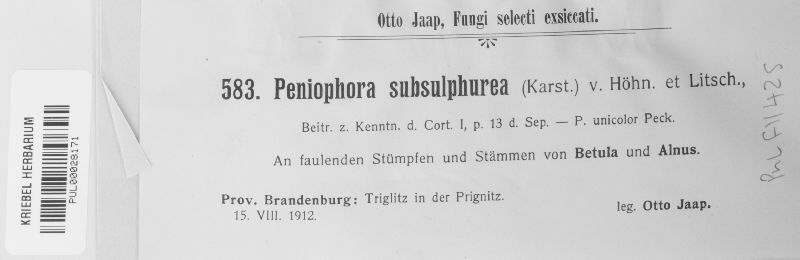 Otto Jaap, Fungi selecti exsiccati.
583. Peniophora subsulphurea (Karst.) v. Höhn. et Litsch.,
Beitr. z. Kenntn. d. Cort. I, p. 13 d. Sep. — P. unicolor Peck.
An faulenden Stümpfen und Stämmen von Betula und Alnus.
Prov. Brandenburg: Triglitz in der Prignitz.
15. VIII. 1912.
leg. Otto Jaap.
KRIEBEL HERBARIUM
PUL00028171
PUL F11425